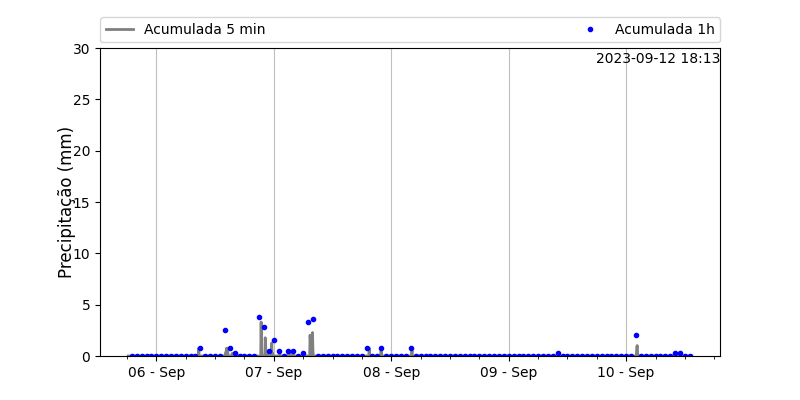 Acumulada 5 min
Acumulada 1h
2023-09-12 18:13
Precipitação (mm)
30
25
20
15
10
5
0
06 - Sep
07 - Sep
08 - Sep
09 - Sep
10 - Sep